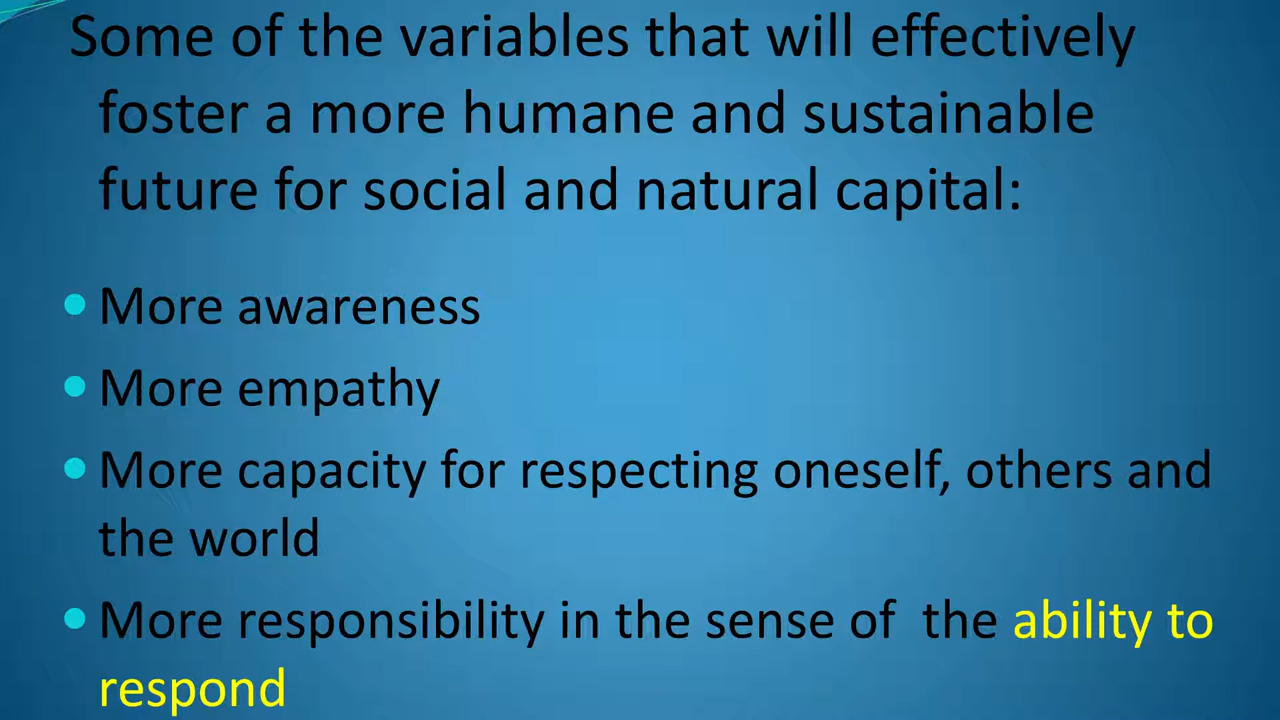 Some of the variables that will effectively
foster a more humane and sustainable
future for social and natural capital:
• More awareness
• More empathy
• More capacity for respecting oneself, others and
the world
• More responsibility in the sense of  the ability to
respond